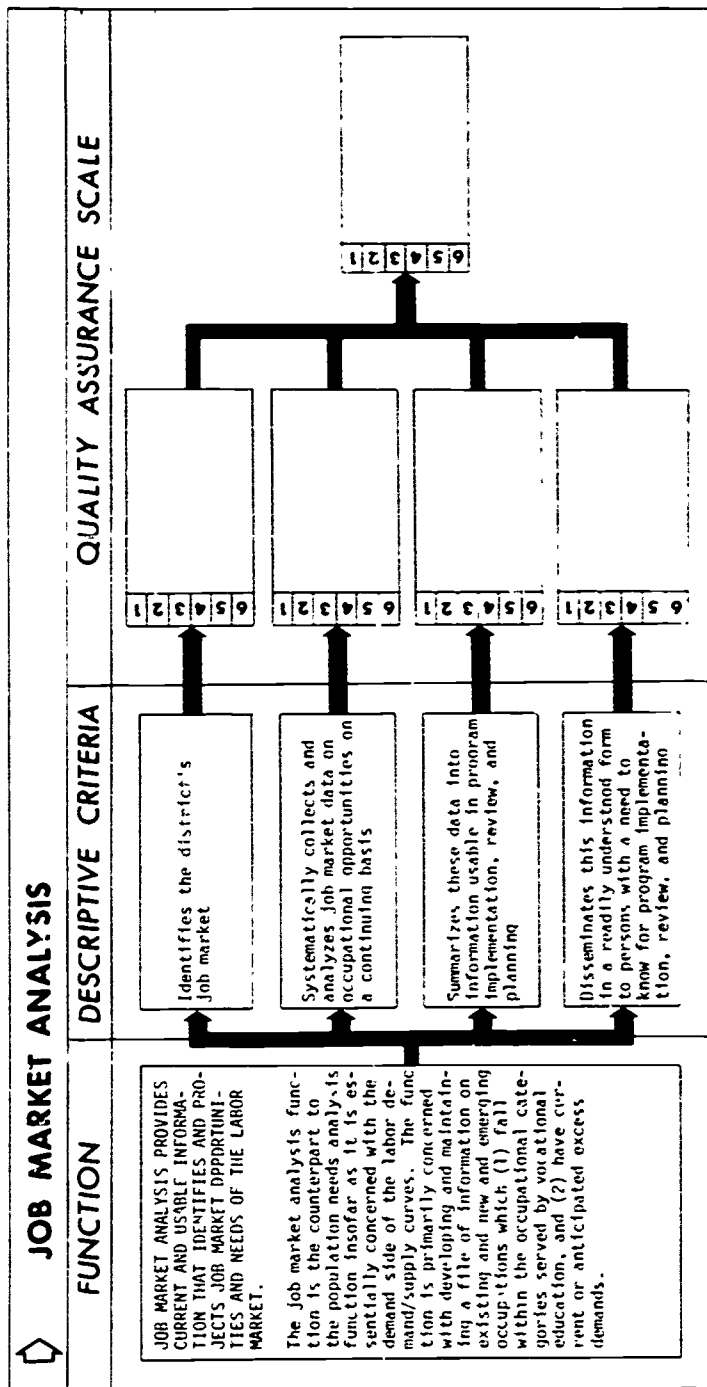 JOB MARKET ANALYSIS
FUNCTION
DESCRIPTIVE CRITERIA
QUALITY ASSURANCE SCALE
JOB MARKET ANALYSIS PROVIDES
CURRENT AND USABLE INFORMA-
TION THAT IDENTIFIES AND PRO-
JECTS JOB MARKET OPPORTUNI-
TIES AND NEEDS OF THE LABOR
MARKET.
The job market analysis func-
tion is the counterpart to
the population needs analysis
function insofar as it is es-
sentially concerned with the
demand side of the labor de-
mand/supply curves. The func
tion is primarily concerned
with developing and maintain-
ing a file of information on
existing and new and emerging
occupations which (1) fall
within the occupational cate-
gories served by vocational
education, and (2) have cur-
rent or anticipated excess
demands.
Identifies the district's
job market
Systematically collects and
analyzes job market data on
occupational opportunities on
a continuing basis
Summarizes these data into
information usable in program
implementation, review, and
planning
Disseminates this information
in a readily understood form
to persons with a need to
know for program implementa-
tion, review, and planning
1
2
3
4
5
6
1
2
3
4
5
6
1
2
3
4
5
6
1
2
3
4
5
6
1
2
3
4
5
6